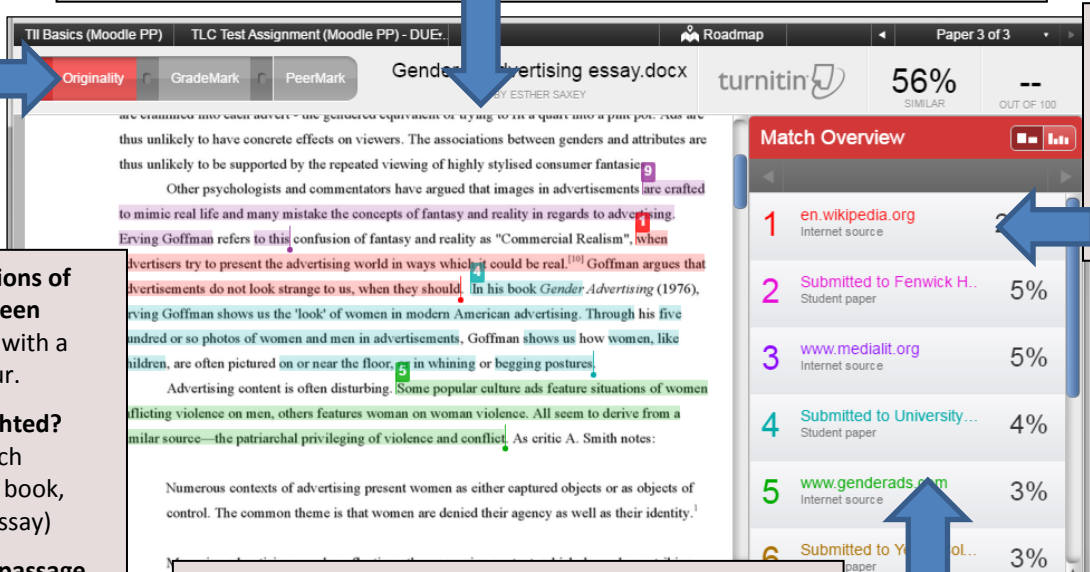 TII Basics (Moodle PP) TLC Test Assignment (Moodle PP) - DUE
Roadmap
Paper 3 of 3
Originality
GradeMark
PeerMark
Gender vertising essay.docx
BY ESTHER SAXEY
turnitin
56%
SIMILAR
--
OUT OF 100
thus unlikely to have concrete effects on viewers. The associations between genders and attributes are
thus unlikely to be supported by the repeated viewing of highly stylised consumer fantasies
9
Other psychologists and commentators have argued that images in advertisements are crafted
to mimic real life and many mistake the concepts of fantasy and reality in regards to advertising.
1
Erving Goffman refers to this confusion of fantasy and reality as "Commercial Realism", when
dvertisers try to present the advertising world in ways which it could be real.[10] Goffman argues that
4
dvertisements do not look strange to us, when they should. In his book Gender Advertising (1976),
rving Goffman shows us the 'look' of women in modern American advertising. Through his five
undred or so photos of women and men in advertisements, Goffman shows us how women, like
hildren, are often pictured on or near the floor, or in whining or begging postures.
5
Advertising content is often disturbing. Some popular culture ads feature situations of women
nflicting violence on men, others features woman on woman violence. All seem to derive from a
milar source—the patriarchal privileging of violence and conflict. As critic A. Smith notes:
Numerous contexts of advertising present women as either captured objects or as objects of
control. The common theme is that women are denied their agency as well as their identity.1
ions of
een
with a
ur.
hted?
ch
book,
ssay)
passage
Match Overview
1 en.wikipedia.org
Internet source
2 Submitted to Fenwick H.. 5%
Student paper
3 www.medialit.org 5%
Internet source
4 Submitted to University... 4%
Student paper
5 www.genderads.com 3%
Internet source
6 Submitted to 3%
paper